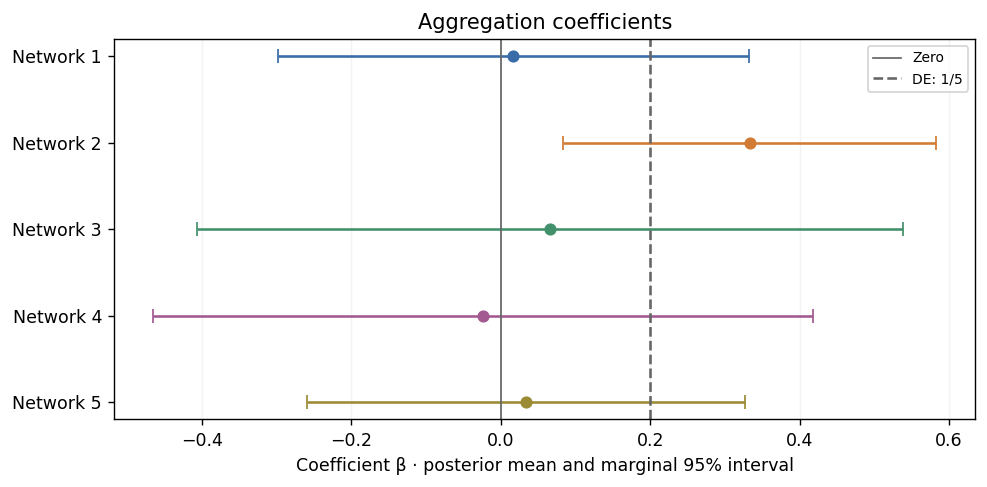 Aggregation coefficients
Network 1
Network 2
Network 3
Network 4
Network 5
Zero
DE: 1/5
−0.4
−0.2
0.0
0.2
0.4
0.6
Coefficient β · posterior mean and marginal 95% interval